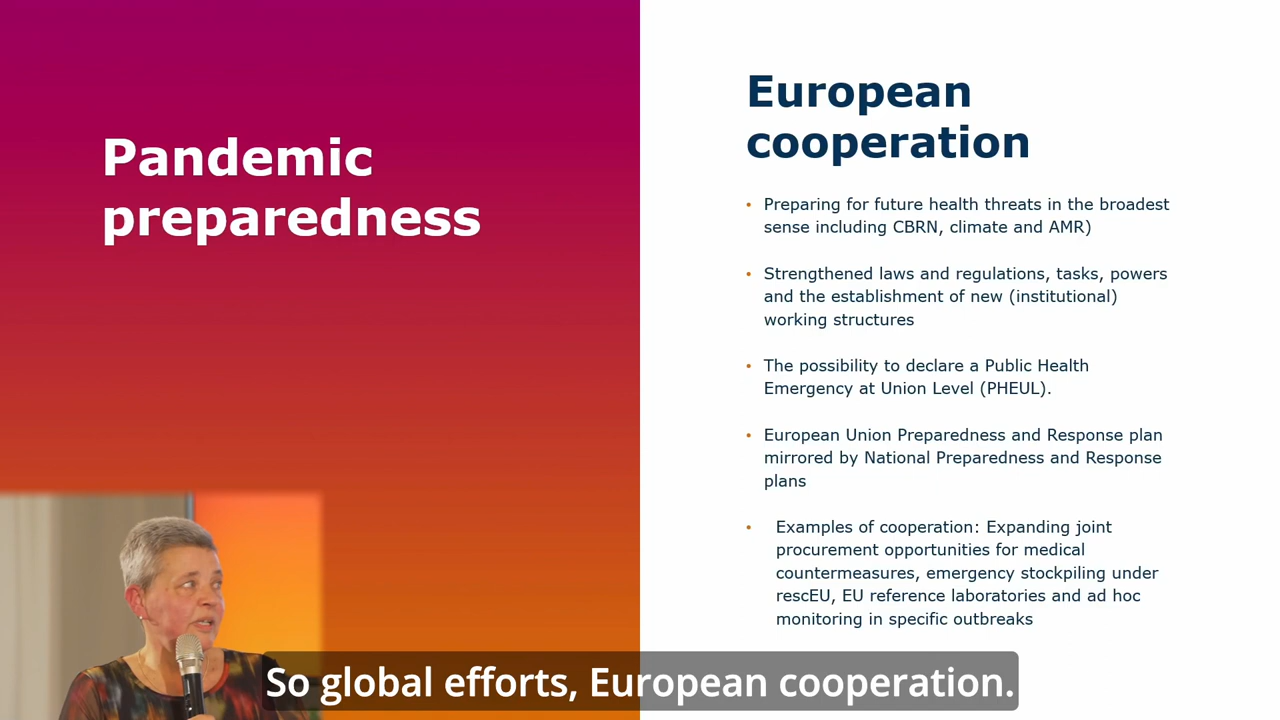 Pandemic
preparedness
European
cooperation
• Preparing for future health threats in the broadest
sense including CBRN, climate and AMR)
• Strengthened laws and regulations, tasks, powers
and the establishment of new (institutional)
working structures
• The possibility to declare a Public Health
Emergency at Union Level (PHEUL).
• European Union Preparedness and Response plan
mirrored by National Preparedness and Response
plans
• Examples of cooperation: Expanding joint
procurement opportunities for medical
countermeasures, emergency stockpiling under
rescEU, EU reference laboratories and ad hoc
monitoring in specific outbreaks
So global efforts, European cooperation.